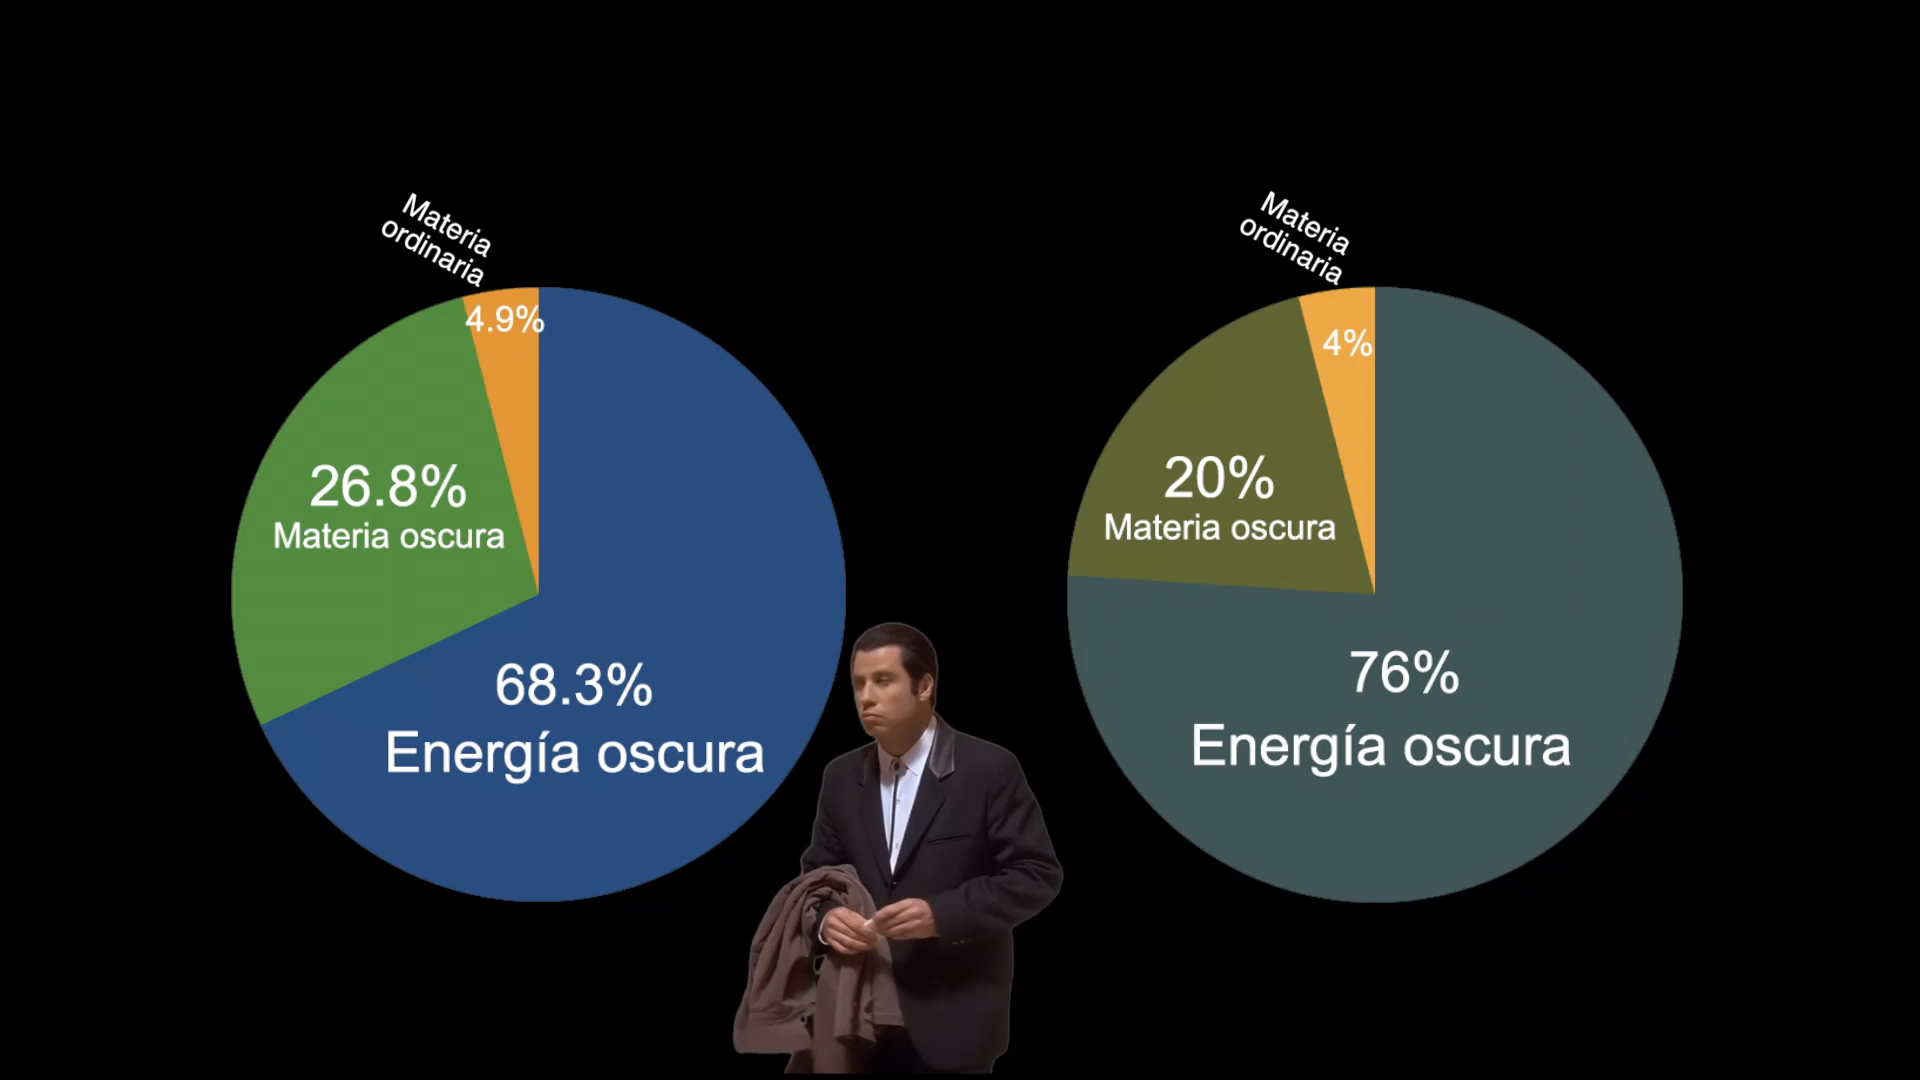 Materia
ordinaria
4.9%
26.8%
Materia oscura
68.3%
Energía oscura
Materia
ordinaria
4%
20%
Materia oscura
76%
Energía oscura